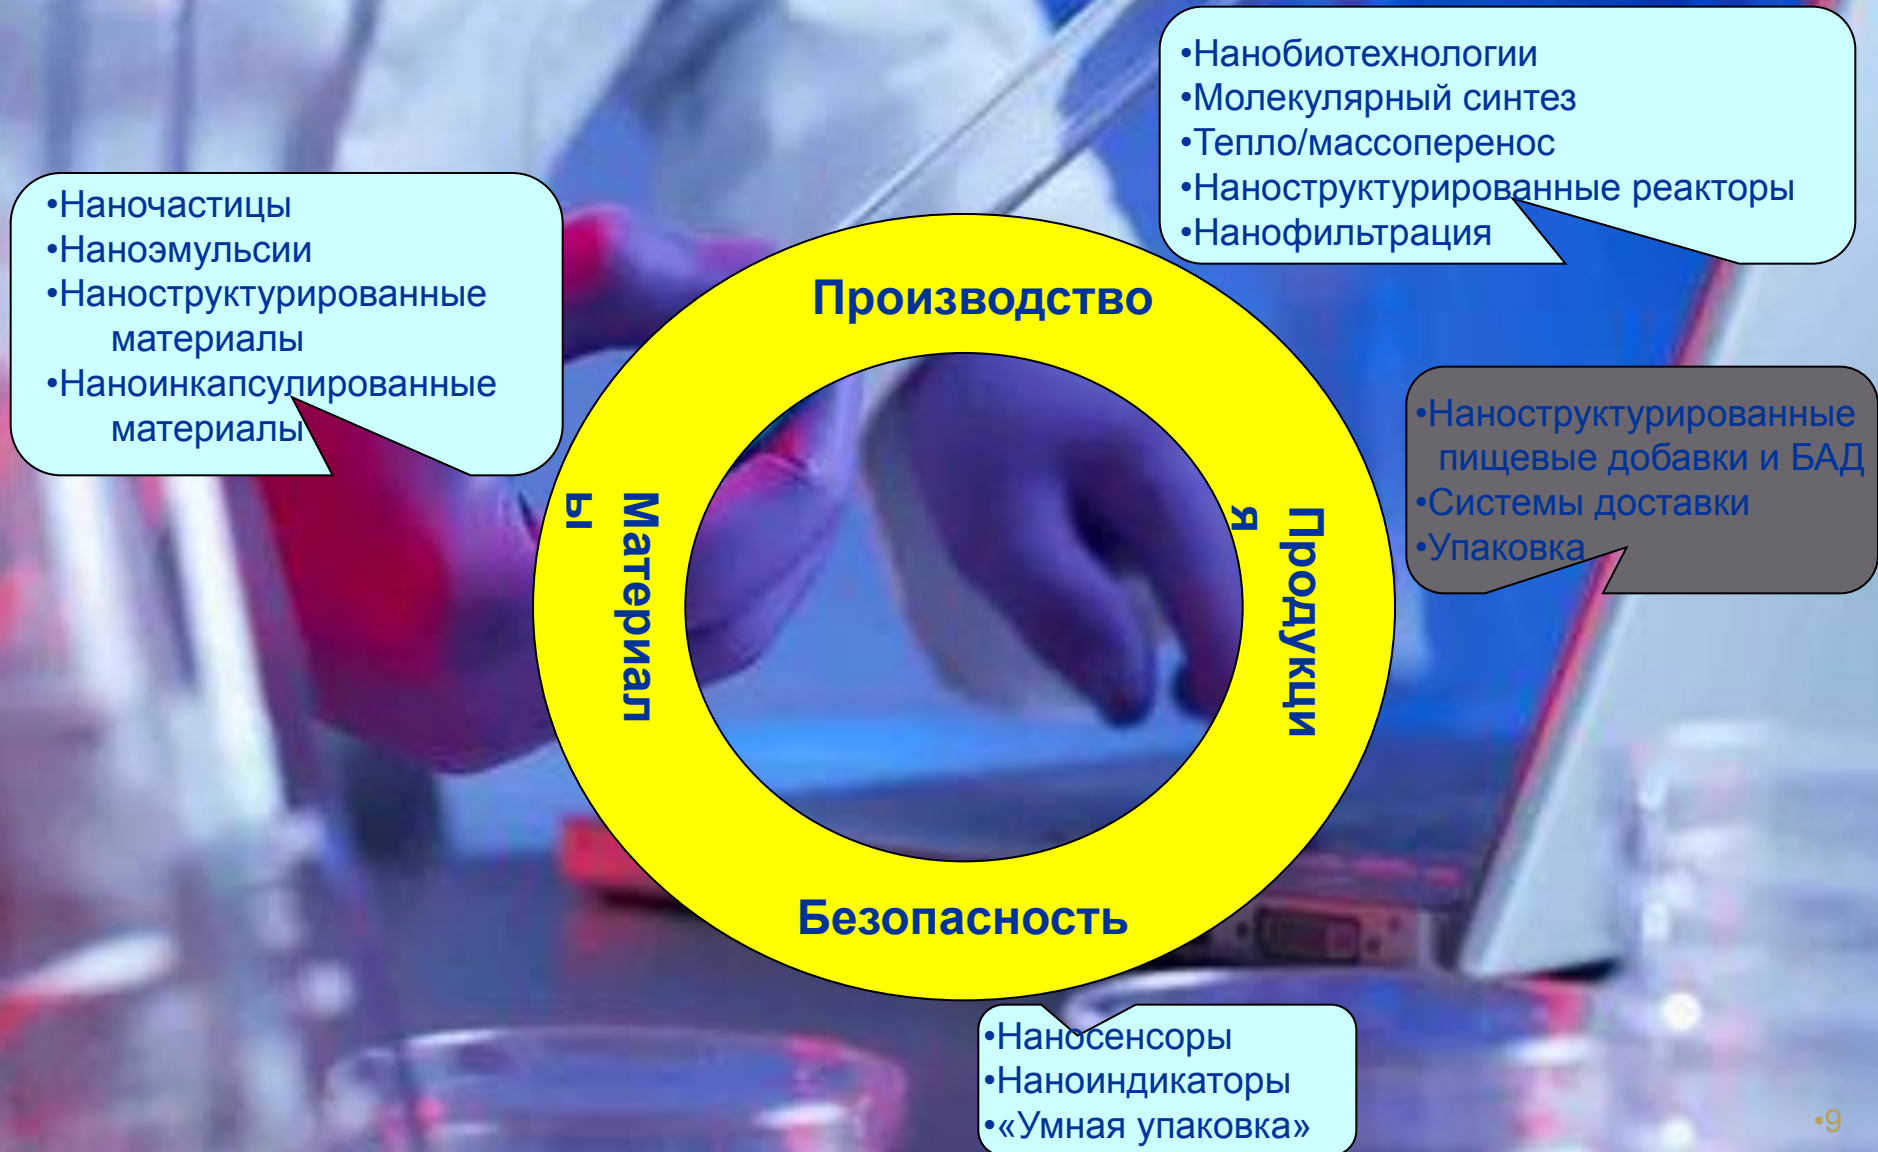 •Нанобиотехнологии
•Молекулярный синтез
•Тепло/массоперенос
•Наноструктурированные реакторы
•Нанофильтрация
•Наночастицы
•Наноэмульсии
•Наноструктурированные
материалы
•Наноинкапсулированные
материалы
Производство
Материал
ы
Продукци
я
•Наноструктурированные
пищевые добавки и БАД
•Системы доставки
•Упаковка
Безопасность
•Наносенсоры
•Наноиндикаторы
•«Умная упаковка»
•9